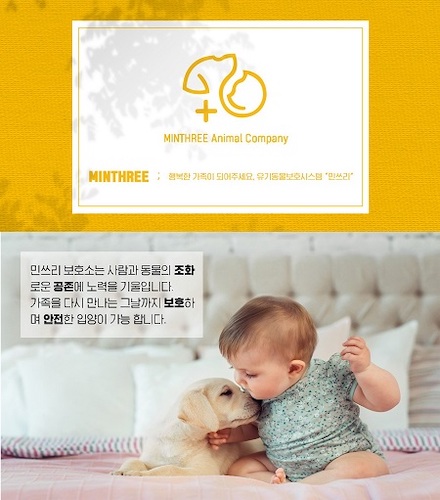 MINTHREE Animal Company
MINTHREE ; 행복한 가족이 되어주세요, 유기동물보호시스템 "민쓰리"
민쓰리 보호소는 사람과 동물의 조화
로운 공존에 노력을 기울입니다.
가족을 다시 만나는 그날까지 보호하
며 안전한 입양이 가능 합니다.